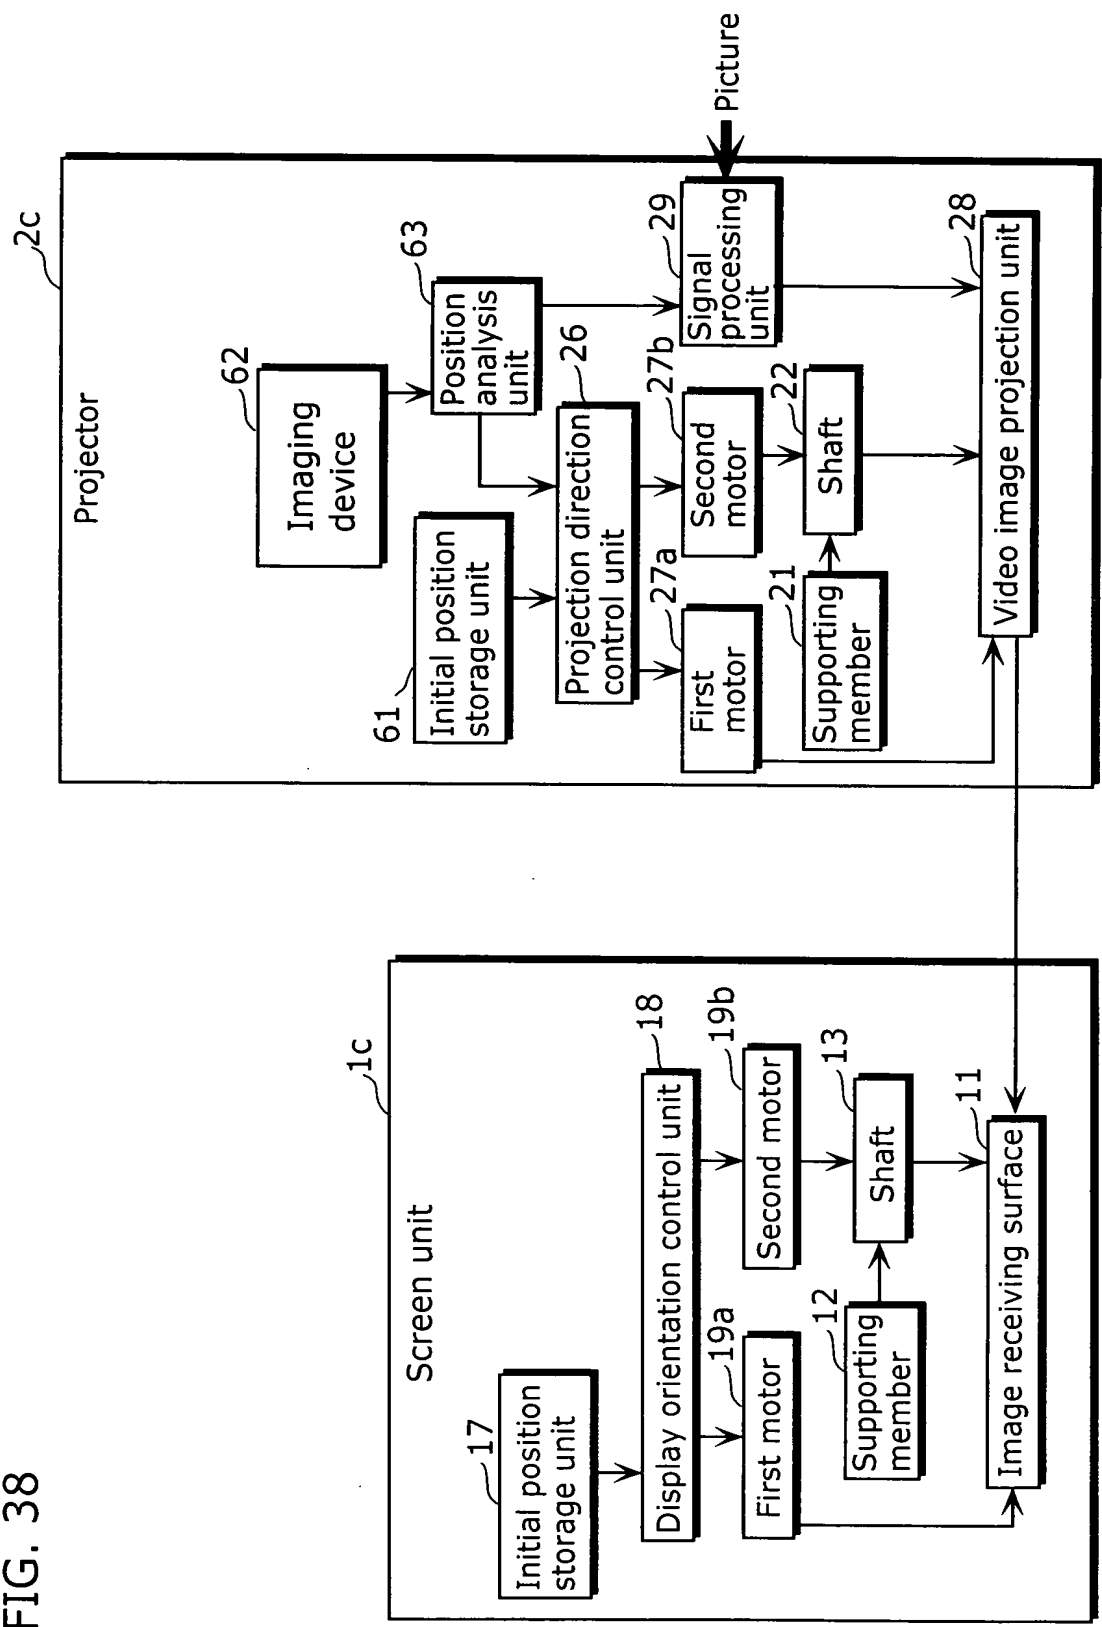 FIG. 38
1c
Screen unit
17
Initial position
storage unit
18
Display orientation control unit
19a
First motor
19b
Second motor
12
Supporting
member
13
Shaft
11
Image receiving surface
2c
Projector
62
Imaging
device
63
Position
analysis
unit
61
Initial position
storage unit
26
Projection direction
control unit
27a
First
motor
27b
Second
motor
29
Signal
processing
unit
Picture
21
Supporting
member
22
Shaft
28
Video image projection unit